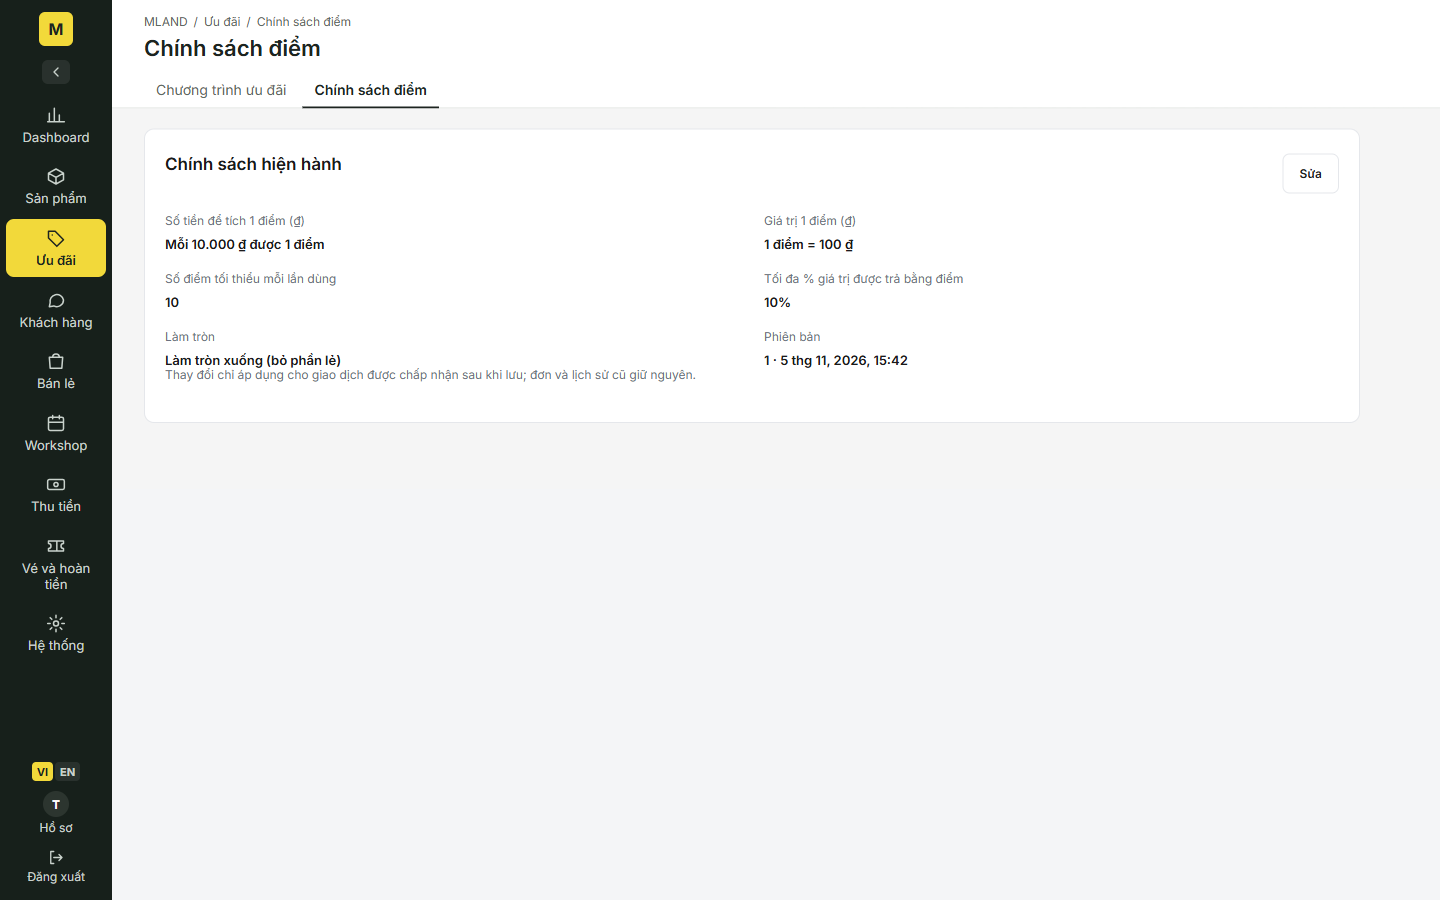 M
Dashboard
Sản phẩm
Ưu đãi
Khách hàng
Bán lẻ
Workshop
Thu tiền
Vé và hoàn
tiền
Hệ thống
VI EN
T
Hồ sơ
Đăng xuất
MLAND / Ưu đãi / Chính sách điểm
Chính sách điểm
Chương trình ưu đãi Chính sách điểm
Chính sách hiện hành
Sửa
Số tiền để tích 1 điểm (₫)
Mỗi 10.000 ₫ được 1 điểm
Giá trị 1 điểm (₫)
1 điểm = 100 ₫
Số điểm tối thiểu mỗi lần dùng
10
Tối đa % giá trị được trả bằng điểm
10%
Làm tròn
Làm tròn xuống (bỏ phần lẻ)
Thay đổi chỉ áp dụng cho giao dịch được chấp nhận sau khi lưu; đơn và lịch sử cũ giữ nguyên.
Phiên bản
1 · 5 thg 11, 2026, 15:42